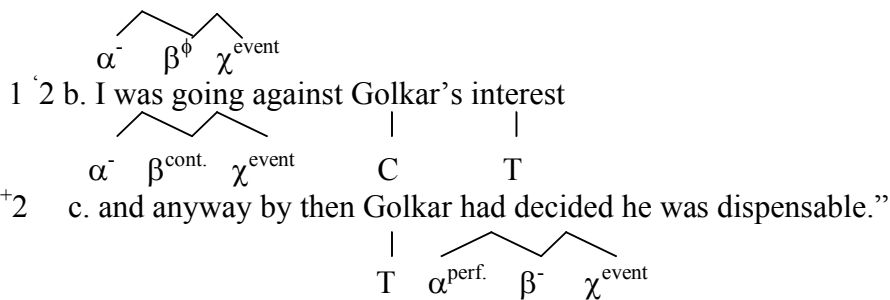 α⁻ β^ϕ χ^event
1 ‘2 b. I was going against Golkar’s interest
α⁻ β^cont. χ^event C T
⁺2 c. and anyway by then Golkar had decided he was dispensable.”
T α^perf. β⁻ χ^event